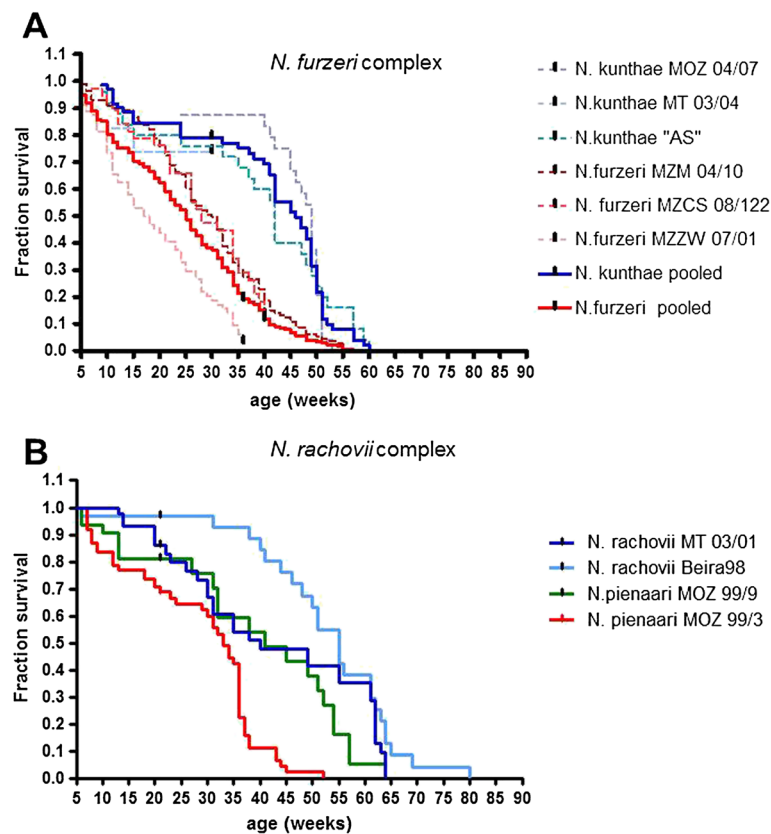 A
N. furzeri complex
1.1
1.0
0.9
0.8
0.7
0.6
0.5
0.4
0.3
0.2
0.1
0.0
Fraction survival
5 10 15 20 25 30 35 40 45 50 55 60 65 70 75 80 85 90
age (weeks)
N. kunthae MOZ 04/07
N.kunthae MT 03/04
N.kunthae "AS"
N.furzeri MZM 04/10
N. furzeri MZCS 08/122
N.furzeri MZZW 07/01
N. kunthae pooled
N.furzeri pooled
B
N. rachovii complex
1.1
1.0
0.9
0.8
0.7
0.6
0.5
0.4
0.3
0.2
0.1
0.0
Fraction survival
5 10 15 20 25 30 35 40 45 50 55 60 65 70 75 80 85 90
age (weeks)
N. rachovii MT 03/01
N. rachovii Beira98
N.pienaari MOZ 99/9
N. pienaari MOZ 99/3